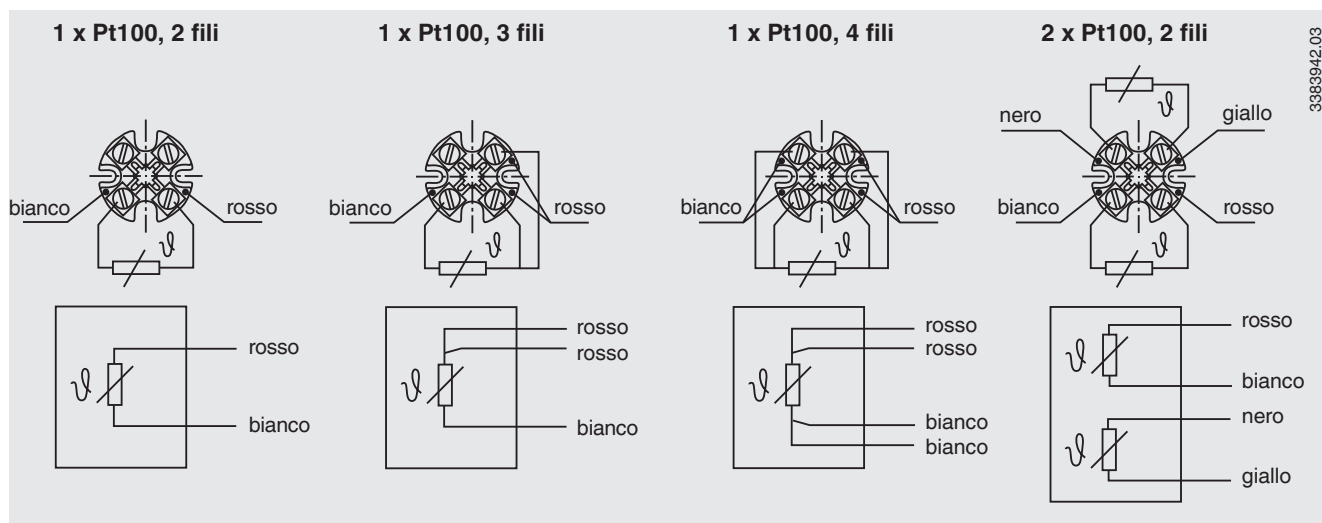 1 x Pt100, 2 fili
1 x Pt100, 3 fili
1 x Pt100, 4 fili
2 x Pt100, 2 fili
3383942.03
bianco
rosso
bianco
rosso
bianco
rosso
nero
giallo
bianco
rosso
ϑ
ϑ
ϑ
ϑ
ϑ
rosso
bianco
ϑ
rosso
rosso
bianco
ϑ
rosso
rosso
bianco
bianco
ϑ
rosso
bianco
nero
giallo
ϑ
ϑ